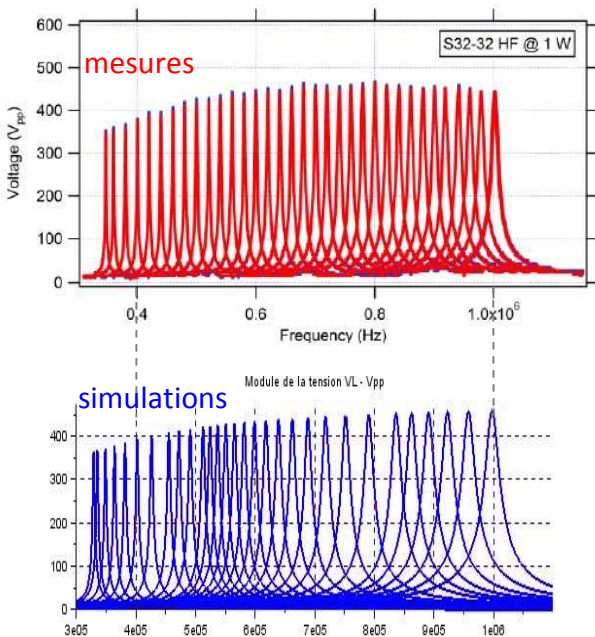 600
S32-32 HF @ 1 W
500
mesures
400
300
200
100
0
Voltage (Vpp)
0.4
0.6
0.8
1.0x10⁶
Frequency (Hz)
Module de la tension VL - Vpp
simulations
400
300
200
100
0
3e05
4e05
5e05
6e05
7e05
8e05
9e05
1e06